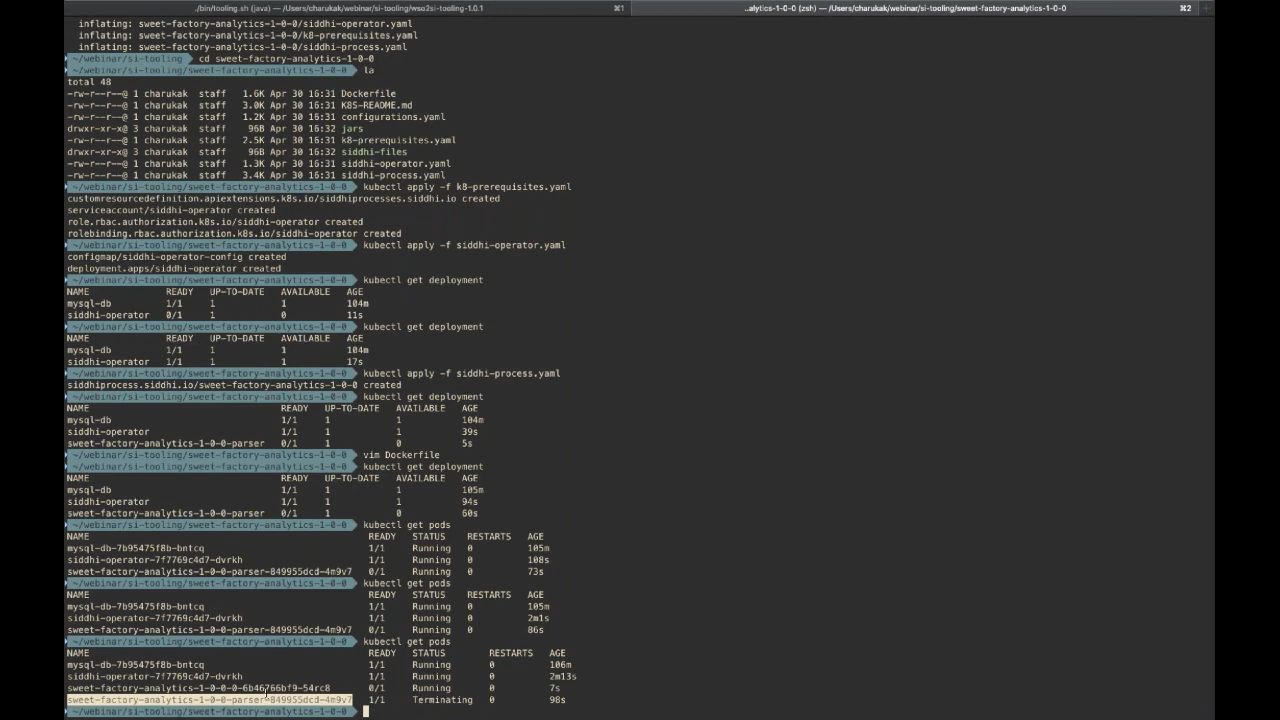 ./bin/tooling.sh (java) — /Users/charukak/webinar/si-tooling/wso2si-tooling-1.0.1 ⌘1 ..alytics-1-0-0 (zsh) — /Users/charukak/webinar/si-tooling/sweet-factory-analytics-1-0-0 ⌘2 +
inflating: sweet-factory-analytics-1-0-0/siddhi-operator.yaml
inflating: sweet-factory-analytics-1-0-0/k8-prerequisites.yaml
inflating: sweet-factory-analytics-1-0-0/siddhi-process.yaml
~/webinar/si-tooling cd sweet-factory-analytics-1-0-0
~/webinar/si-tooling/sweet-factory-analytics-1-0-0 la
total 48
-rw-r--r--@ 1 charukak staff 1.6K Apr 30 16:31 Dockerfile
-rw-r--r--@ 1 charukak staff 3.0K Apr 30 16:31 K8S-README.md
-rw-r--r--@ 1 charukak staff 1.2K Apr 30 16:31 configurations.yaml
drwxr-xr-x@ 3 charukak staff 96B Apr 30 16:32 jars
-rw-r--r--@ 1 charukak staff 2.5K Apr 30 16:31 k8-prerequisites.yaml
drwxr-xr-x@ 3 charukak staff 96B Apr 30 16:32 siddhi-files
-rw-r--r--@ 1 charukak staff 1.3K Apr 30 16:31 siddhi-operator.yaml
-rw-r--r--@ 1 charukak staff 3.4K Apr 30 16:31 siddhi-process.yaml
~/webinar/si-tooling/sweet-factory-analytics-1-0-0 kubectl apply -f k8-prerequisites.yaml
customresourcedefinition.apiextensions.k8s.io/siddhiprocesses.siddhi.io created
serviceaccount/siddhi-operator created
role.rbac.authorization.k8s.io/siddhi-operator created
rolebinding.rbac.authorization.k8s.io/siddhi-operator created
~/webinar/si-tooling/sweet-factory-analytics-1-0-0 kubectl apply -f siddhi-operator.yaml
configmap/siddhi-operator-config created
deployment.apps/siddhi-operator created
~/webinar/si-tooling/sweet-factory-analytics-1-0-0 kubectl get deployment
NAME READY UP-TO-DATE AVAILABLE AGE
mysql-db 1/1 1 1 104m
siddhi-operator 0/1 1 0 11s
~/webinar/si-tooling/sweet-factory-analytics-1-0-0 kubectl get deployment
NAME READY UP-TO-DATE AVAILABLE AGE
mysql-db 1/1 1 1 104m
siddhi-operator 1/1 1 1 17s
~/webinar/si-tooling/sweet-factory-analytics-1-0-0 kubectl apply -f siddhi-process.yaml
siddhiprocess.siddhi.io/sweet-factory-analytics-1-0-0 created
~/webinar/si-tooling/sweet-factory-analytics-1-0-0 kubectl get deployment
NAME READY UP-TO-DATE AVAILABLE AGE
mysql-db 1/1 1 1 104m
siddhi-operator 1/1 1 1 39s
sweet-factory-analytics-1-0-0-parser 0/1 1 0 5s
~/webinar/si-tooling/sweet-factory-analytics-1-0-0 vim Dockerfile
~/webinar/si-tooling/sweet-factory-analytics-1-0-0 kubectl get deployment
NAME READY UP-TO-DATE AVAILABLE AGE
mysql-db 1/1 1 1 105m
siddhi-operator 1/1 1 1 94s
sweet-factory-analytics-1-0-0-parser 0/1 1 0 60s
~/webinar/si-tooling/sweet-factory-analytics-1-0-0 kubectl get pods
NAME READY STATUS RESTARTS AGE
mysql-db-7b95475f8b-bntcq 1/1 Running 0 105m
siddhi-operator-7f7769c4d7-dvrkh 1/1 Running 0 108s
sweet-factory-analytics-1-0-0-parser-849955dcd-4m9v7 0/1 Running 0 73s
~/webinar/si-tooling/sweet-factory-analytics-1-0-0 kubectl get pods
NAME READY STATUS RESTARTS AGE
mysql-db-7b95475f8b-bntcq 1/1 Running 0 105m
siddhi-operator-7f7769c4d7-dvrkh 1/1 Running 0 2m1s
sweet-factory-analytics-1-0-0-parser-849955dcd-4m9v7 0/1 Running 0 86s
~/webinar/si-tooling/sweet-factory-analytics-1-0-0 kubectl get pods
NAME READY STATUS RESTARTS AGE
mysql-db-7b95475f8b-bntcq 1/1 Running 0 106m
siddhi-operator-7f7769c4d7-dvrkh 1/1 Running 0 2m13s
sweet-factory-analytics-1-0-0-0-6b46766bf9-54rc8 0/1 Running 0 7s
sweet-factory-analytics-1-0-0-parser-849955dcd-4m9v7 1/1 Terminating 0 98s
~/webinar/si-tooling/sweet-factory-analytics-1-0-0